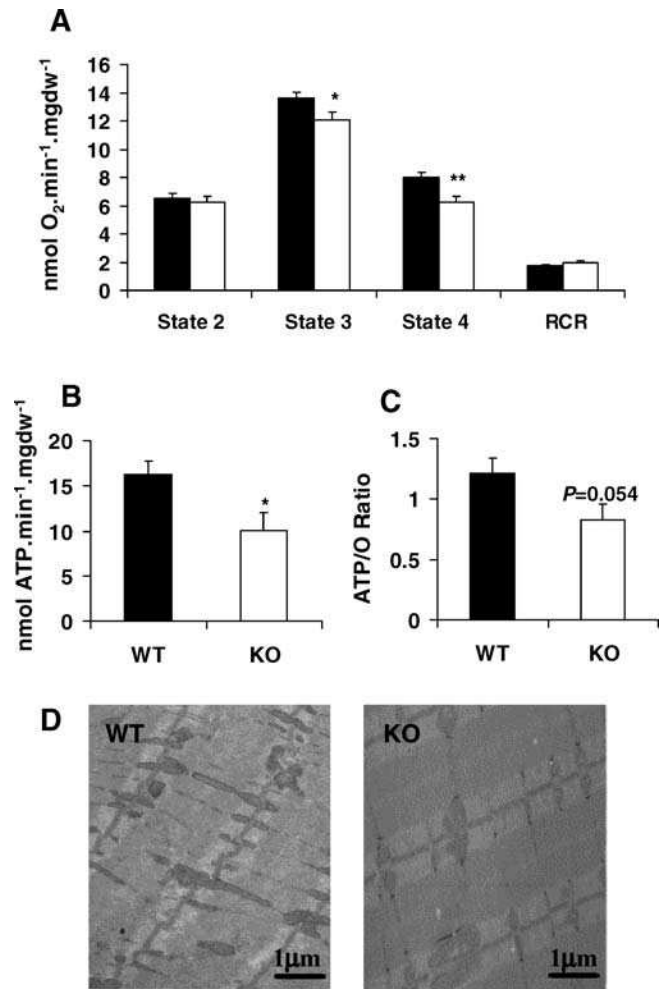 A
nmol O₂.min⁻¹.mgdw⁻¹
16
14
12
10
8
6
4
2
0
*
**
State 2
State 3
State 4
RCR
B
nmol ATP.min⁻¹.mgdw⁻¹
20
15
10
5
0
*
WT
KO
C
ATP/O Ratio
1.5
1
0.5
0
P=0.054
WT
KO
D
WT
1μm
KO
1μm